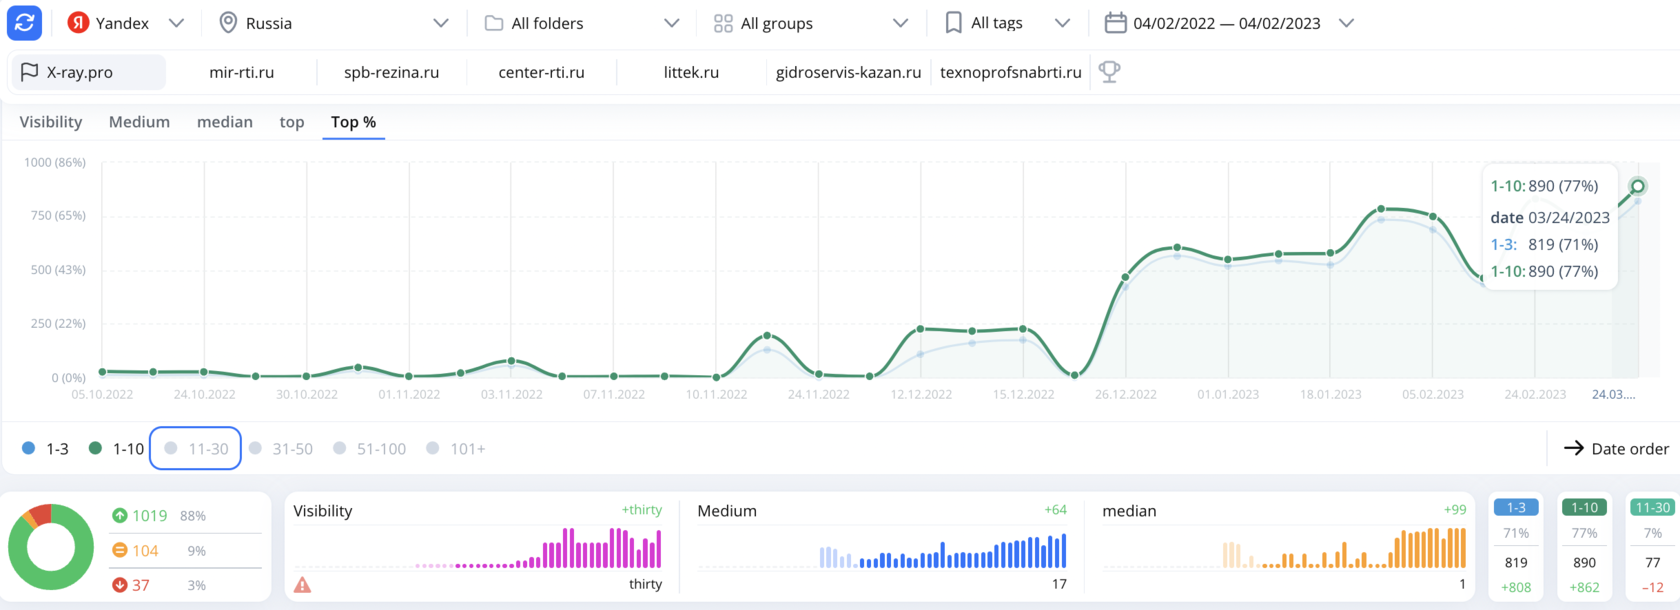 Я Yandex Russia All folders All groups All tags 04/02/2022 — 04/02/2023
X-ray.pro mir-rti.ru spb-rezina.ru center-rti.ru littek.ru gidroservis-kazan.ru texnoprofsnabrti.ru
Visibility Medium median top Top %
1000 (86%)
750 (65%)
500 (43%)
250 (22%)
0 (0%)
1-10: 890 (77%)
date 03/24/2023
1-3: 819 (71%)
1-10: 890 (77%)
05.10.2022 24.10.2022 30.10.2022 01.11.2022 03.11.2022 07.11.2022 10.11.2022 24.11.2022 12.12.2022 15.12.2022 26.12.2022 01.01.2023 18.01.2023 05.02.2023 24.02.2023 24.03....
1-3 1-10 11-30 31-50 51-100 101+ Date order
1019 88%
104 9%
37 3%
Visibility +thirty
thirty
Medium +64
17
median +99
1
1-3 1-10 11-30
71% 77% 7%
819 890 77
+808 +862 −12